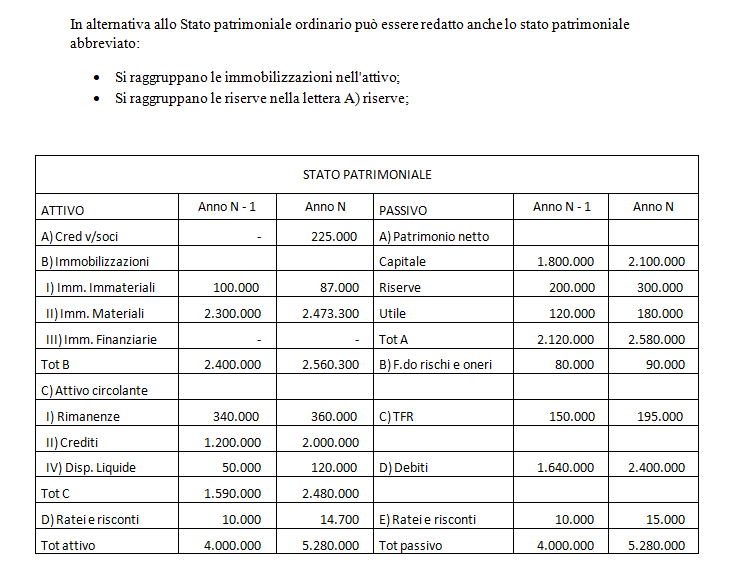 In alternativa allo Stato patrimoniale ordinario può essere redatto anche lo stato patrimoniale
abbreviato:
• Si raggruppano le immobilizzazioni nell'attivo;
• Si raggruppano le riserve nella lettera A) riserve;
STATO PATRIMONIALE
ATTIVO Anno N - 1 Anno N PASSIVO Anno N - 1 Anno N
A) Cred v/soci - 225.000 A) Patrimonio netto
B) Immobilizzazioni Capitale 1.800.000 2.100.000
I) Imm. Immateriali 100.000 87.000 Riserve 200.000 300.000
II) Imm. Materiali 2.300.000 2.473.300 Utile 120.000 180.000
III) Imm. Finanziarie - - Tot A 2.120.000 2.580.000
Tot B 2.400.000 2.560.300 B) F.do rischi e oneri 80.000 90.000
C) Attivo circolante
I) Rimanenze 340.000 360.000 C) TFR 150.000 195.000
II) Crediti 1.200.000 2.000.000
IV) Disp. Liquide 50.000 120.000 D) Debiti 1.640.000 2.400.000
Tot C 1.590.000 2.480.000
D) Ratei e risconti 10.000 14.700 E) Ratei e risconti 10.000 15.000
Tot attivo 4.000.000 5.280.000 Tot passivo 4.000.000 5.280.000